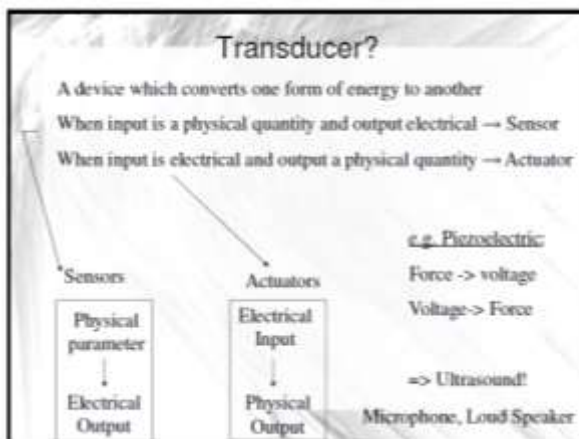 Transducer?
A device which converts one form of energy to another
When input is a physical quantity and output electrical → Sensor
When input is electrical and output a physical quantity → Actuator
e.g. Piezoelectric:
Force -> voltage
Voltage-> Force
=> Ultrasound!
Microphone, Loud Speaker
Sensors
Physical
parameter
Electrical
Output
Actuators
Electrical
Input
Physical
Output